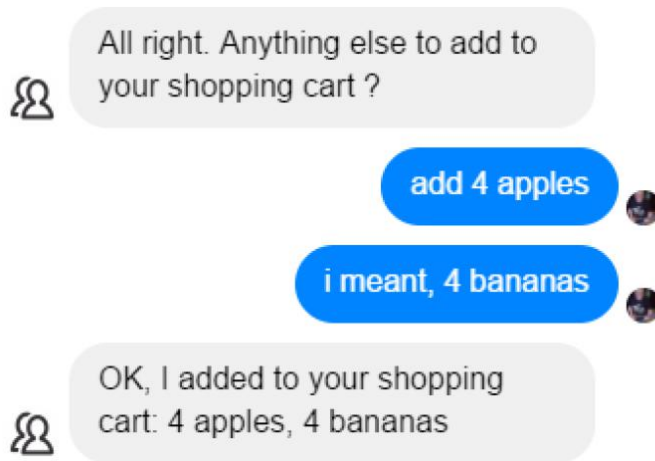 All right. Anything else to add to
your shopping cart ?
add 4 apples
i meant, 4 bananas
OK, I added to your shopping
cart: 4 apples, 4 bananas